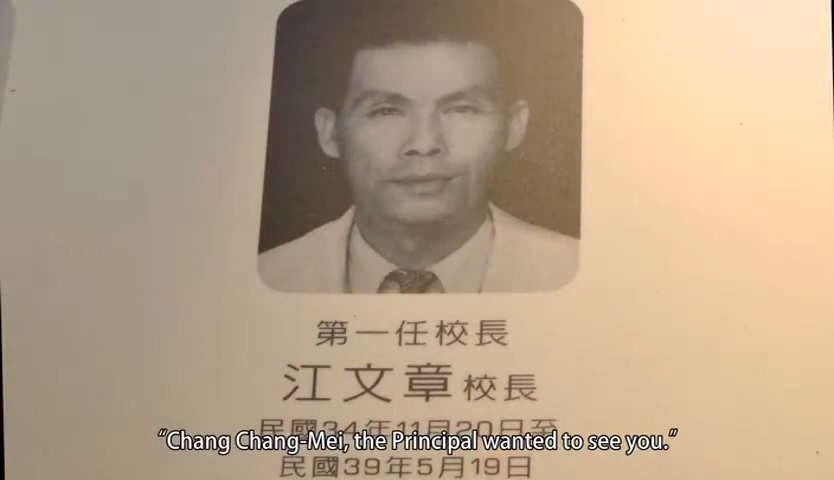 第一任校長
江文章校長
民國34年11月20日至
"Chang Chang-Mei, the Principal wanted to see you."
民國39年5月19日